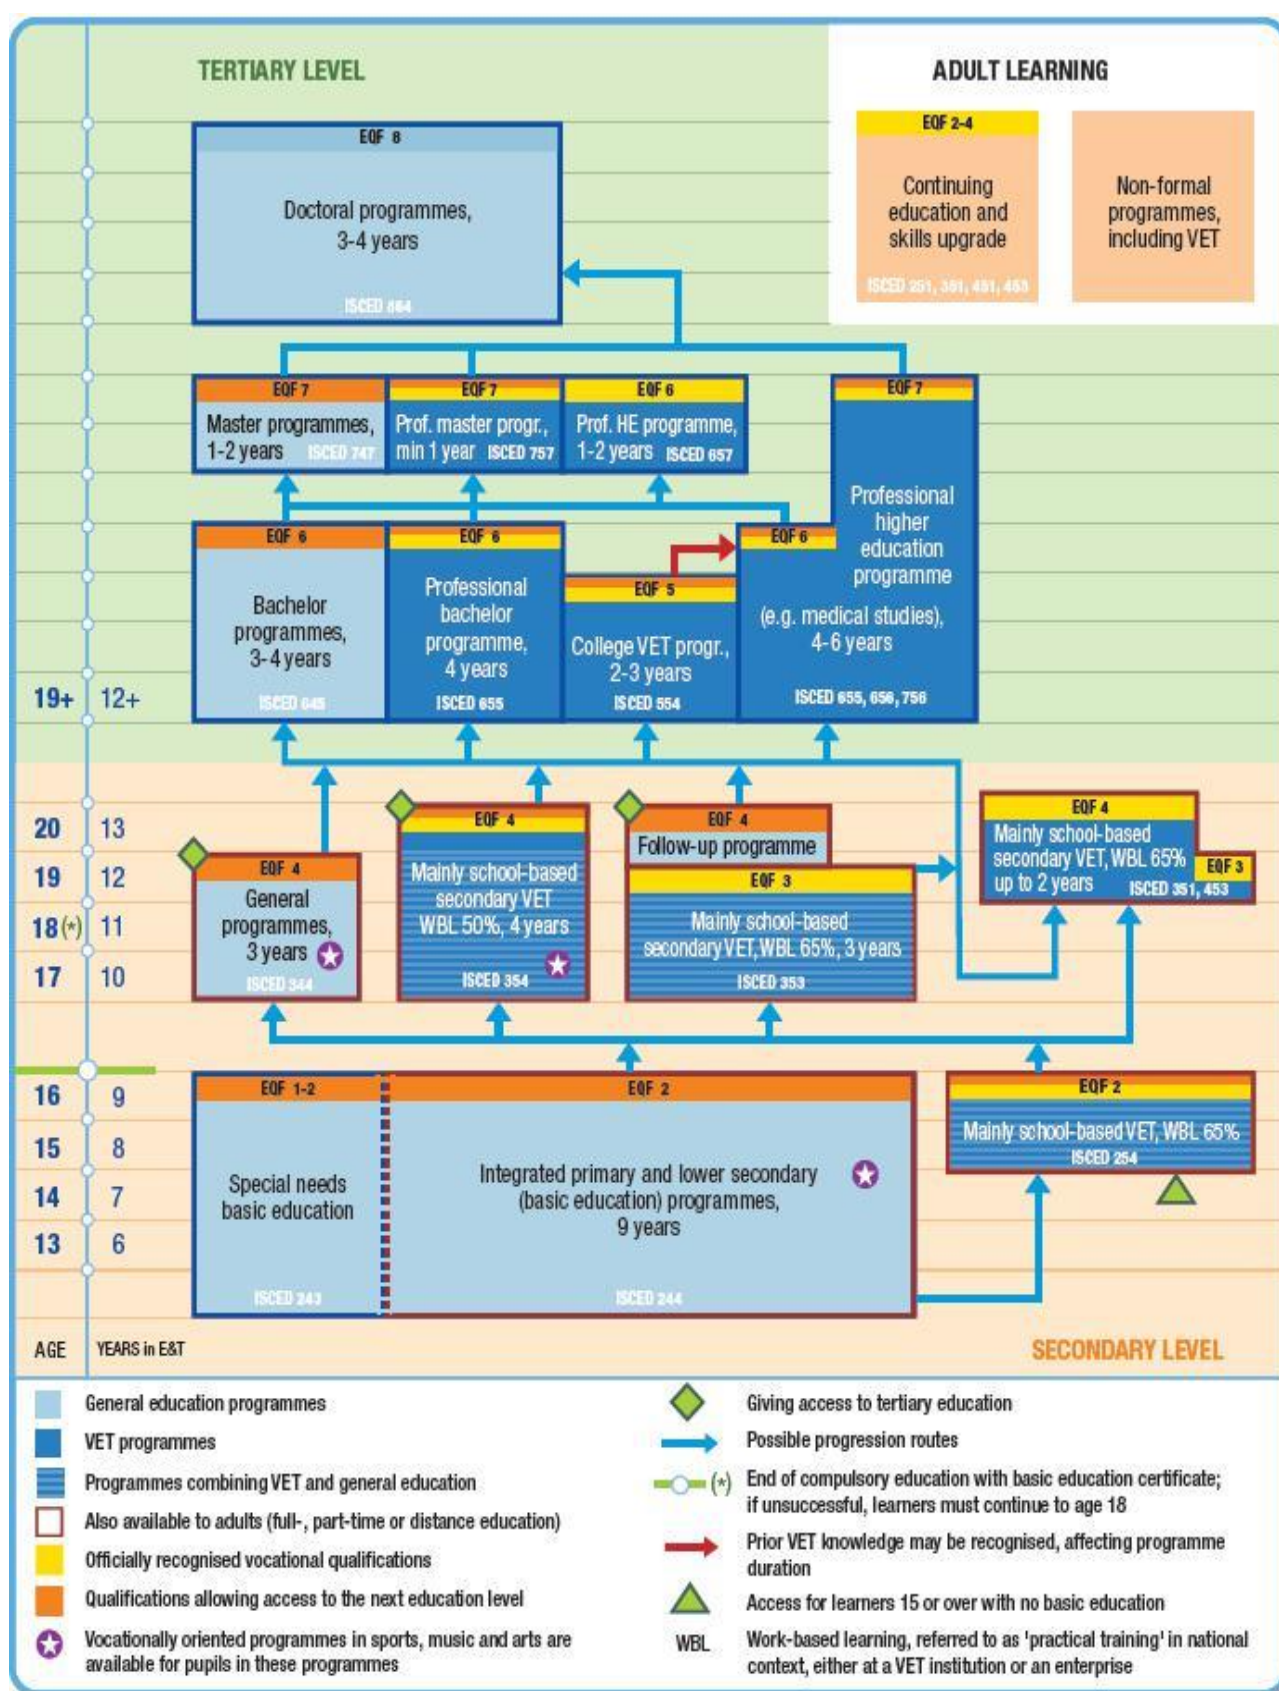 TERTIARY LEVEL
ADULT LEARNING
EQF 8
Doctoral programmes,
3-4 years
ISCED 864
EQF 2-4
Continuing
education and
skills upgrade
ISCED 251, 351, 451, 453
Non-formal
programmes,
including VET
EQF 7
Master programmes,
1-2 years ISCED 747
EQF 7
Prof. master progr.,
min 1 year ISCED 757
EQF 6
Prof. HE programme,
1-2 years ISCED 657
EQF 7
Professional
higher
education
programme
EQF 6
(e.g. medical studies),
4-6 years
ISCED 655, 656, 756
EQF 6
Bachelor
programmes,
3-4 years
ISCED 645
EQF 6
Professional
bachelor
programme,
4 years
ISCED 655
EQF 5
College VET progr.,
2-3 years
ISCED 554
19+ 12+
20 13
19 12
18(*) 11
17 10
EQF 4
General
programmes,
3 years
ISCED 344
EQF 4
Mainly school-based
secondary VET
WBL 50%, 4 years
ISCED 354
EQF 4
Follow-up programme
EQF 3
Mainly school-based
secondary VET, WBL 65%, 3 years
ISCED 353
EQF 4
Mainly school-based
secondary VET, WBL 65%
up to 2 years
ISCED 351, 453
EQF 3
16 9
15 8
14 7
13 6
EQF 1-2
Special needs
basic education
ISCED 243
EQF 2
Integrated primary and lower secondary
(basic education) programmes,
9 years
ISCED 244
EQF 2
Mainly school-based VET, WBL 65%
ISCED 254
AGE YEARS in E&T
SECONDARY LEVEL
General education programmes
VET programmes
Programmes combining VET and general education
Also available to adults (full-, part-time or distance education)
Officially recognised vocational qualifications
Qualifications allowing access to the next education level
Vocationally oriented programmes in sports, music and arts are
available for pupils in these programmes
Giving access to tertiary education
Possible progression routes
(*) End of compulsory education with basic education certificate;
if unsuccessful, learners must continue to age 18
Prior VET knowledge may be recognised, affecting programme
duration
Access for learners 15 or over with no basic education
WBL Work-based learning, referred to as 'practical training' in national
context, either at a VET institution or an enterprise